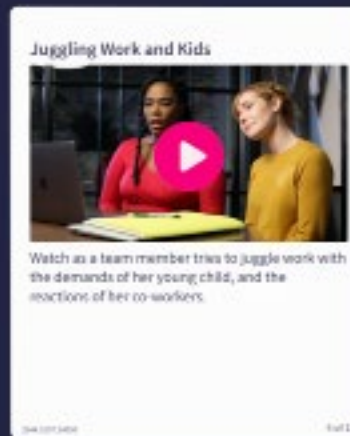 Juggling Work and Kids
Watch as a team member tries to juggle work with
the demands of her young child, and the
reactions of her co-workers.